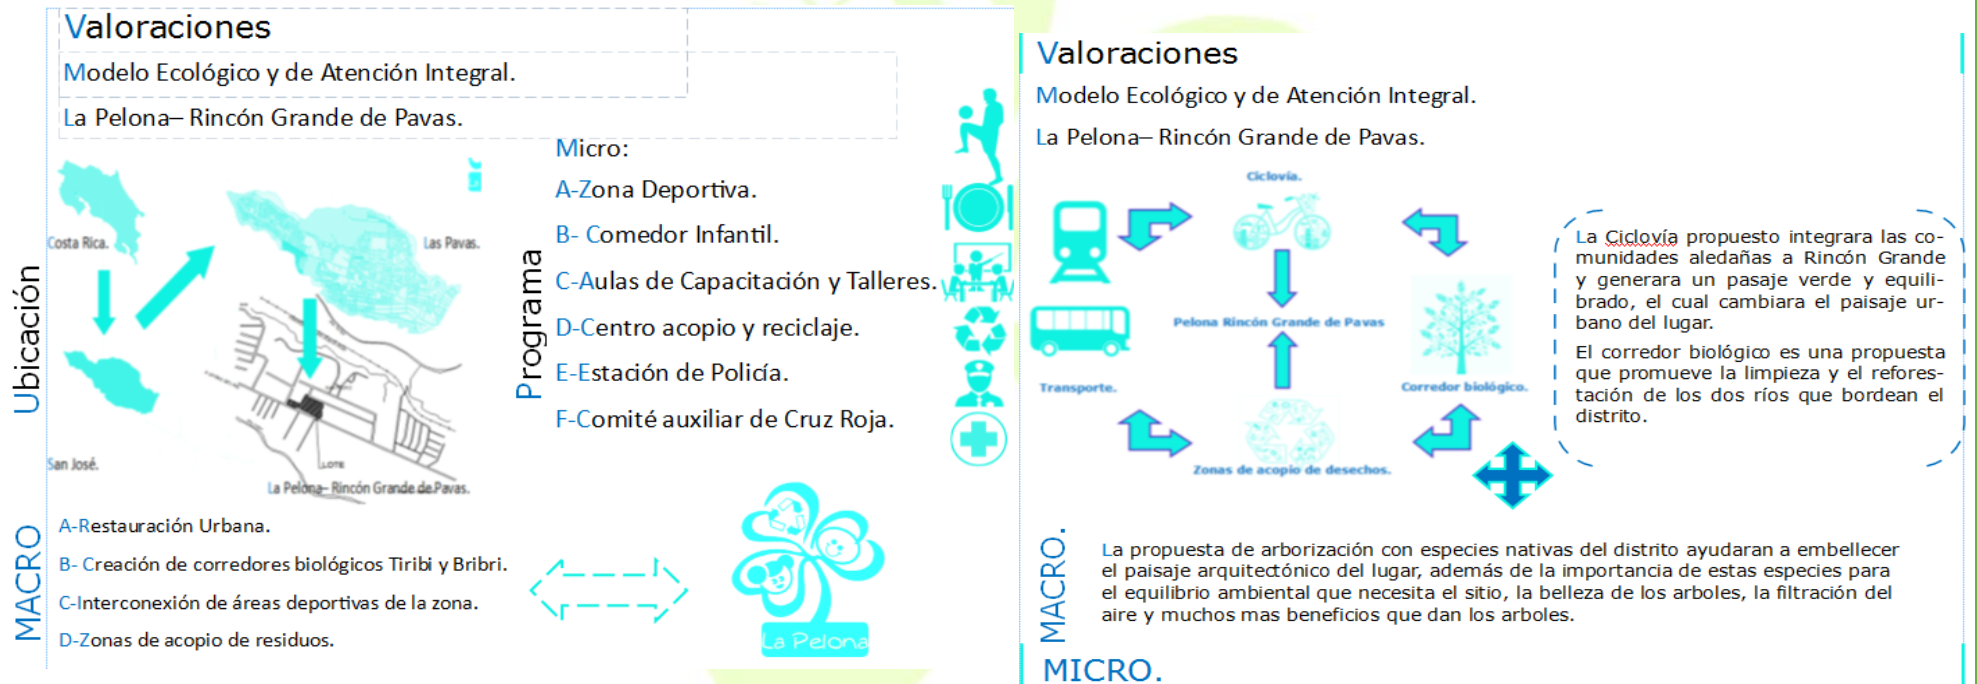 Valoraciones
Modelo Ecológico y de Atención Integral.
La Pelona– Rincón Grande de Pavas.
Ubicación
Costa Rica.
Las Pavas.
San José.
LOTE
La Pelona– Rincón Grande de Pavas.
Programa
Micro:
A-Zona Deportiva.
B- Comedor Infantil.
C-Aulas de Capacitación y Talleres.
D-Centro acopio y reciclaje.
E-Estación de Policía.
F-Comité auxiliar de Cruz Roja.
MACRO
A-Restauración Urbana.
B- Creación de corredores biológicos Tiribi y Bribri.
C-Interconexión de áreas deportivas de la zona.
D-Zonas de acopio de residuos.
La Pelona
Valoraciones
Modelo Ecológico y de Atención Integral.
La Pelona– Rincón Grande de Pavas.
Ciclovía.
Pelona Rincón Grande de Pavas
Transporte.
Corredor biológico.
Zonas de acopio de desechos.
La Ciclovía propuesto integrara las co-
munidades aledañas a Rincón Grande
y generara un pasaje verde y equili-
brado, el cual cambiara el paisaje ur-
bano del lugar.
El corredor biológico es una propuesta
que promueve la limpieza y el refores-
tación de los dos ríos que bordean el
distrito.
MACRO.
La propuesta de arborización con especies nativas del distrito ayudaran a embellecer
el paisaje arquitectónico del lugar, además de la importancia de estas especies para
el equilibrio ambiental que necesita el sitio, la belleza de los arboles, la filtración del
aire y muchos mas beneficios que dan los arboles.
MICRO.